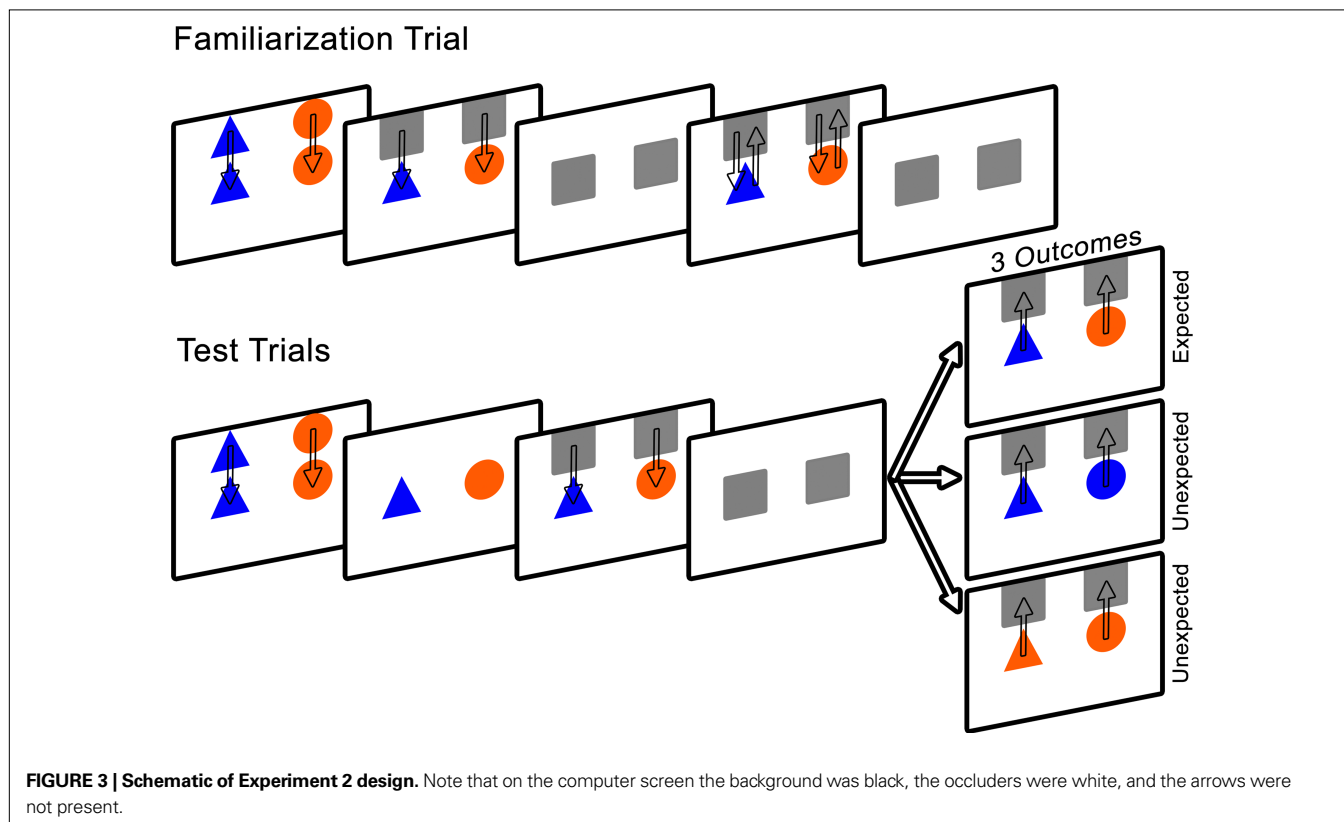 Familiarization Trial
3 Outcomes
Expected
Test Trials
Unexpected
Unexpected
FIGURE 3 | Schematic of Experiment 2 design. Note that on the computer screen the background was black, the occluders were white, and the arrows were
not present.